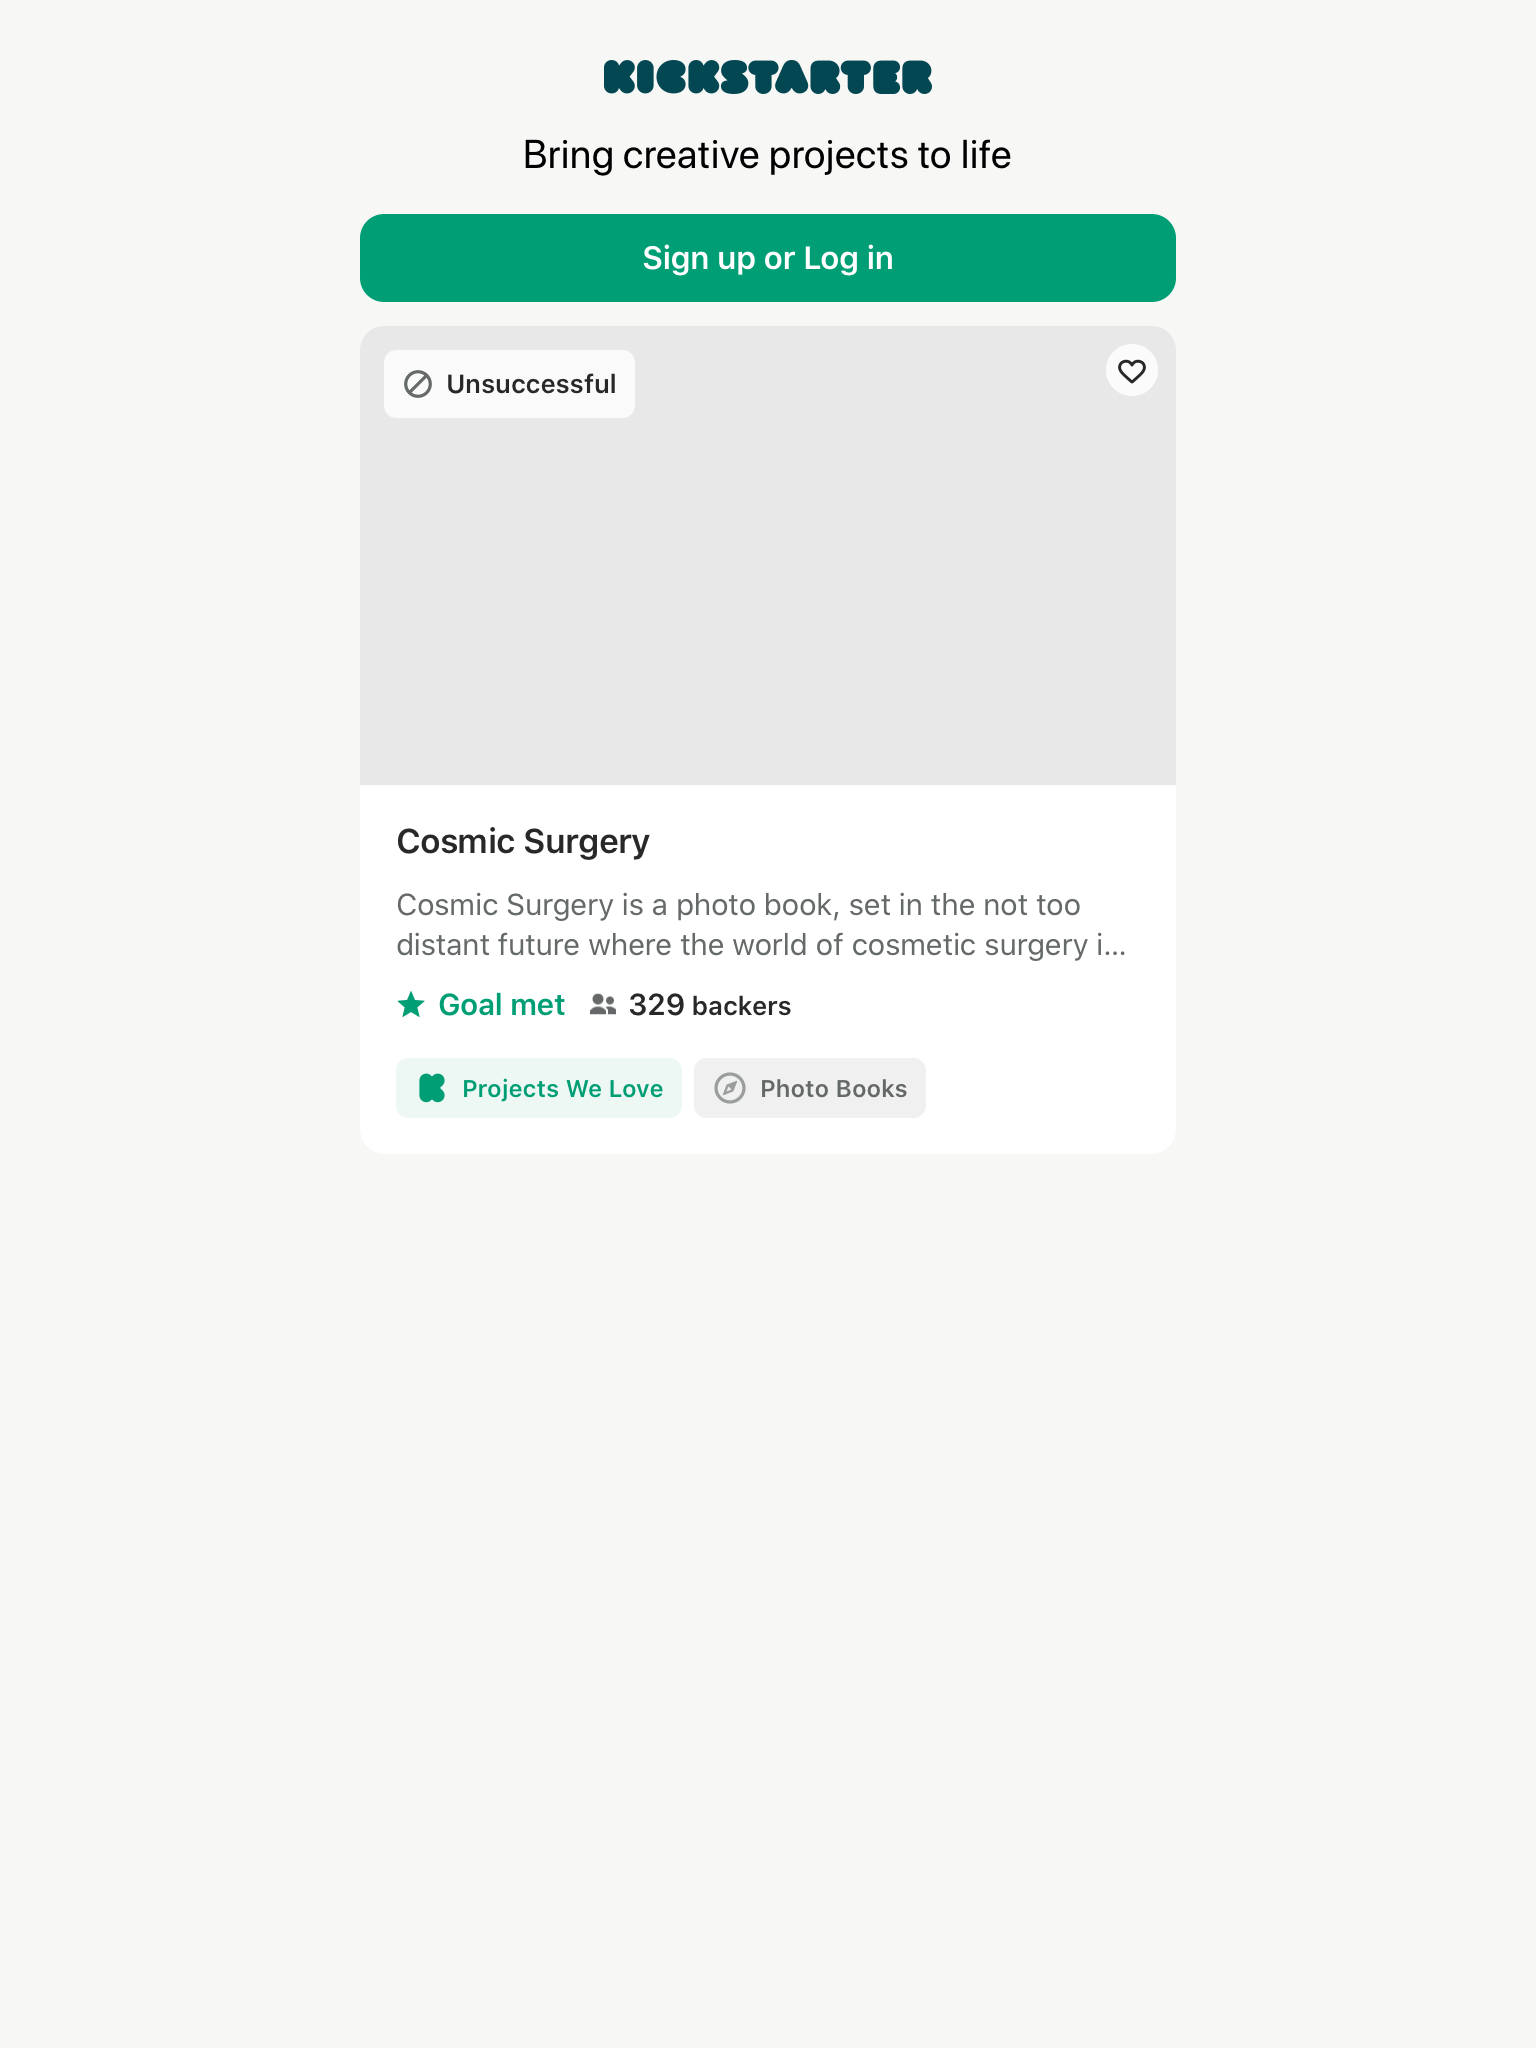 KICKSTARTER
Bring creative projects to life
Sign up or Log in
Unsuccessful
Cosmic Surgery
Cosmic Surgery is a photo book, set in the not too
distant future where the world of cosmetic surgery i...
Goal met 329 backers
Projects We Love Photo Books